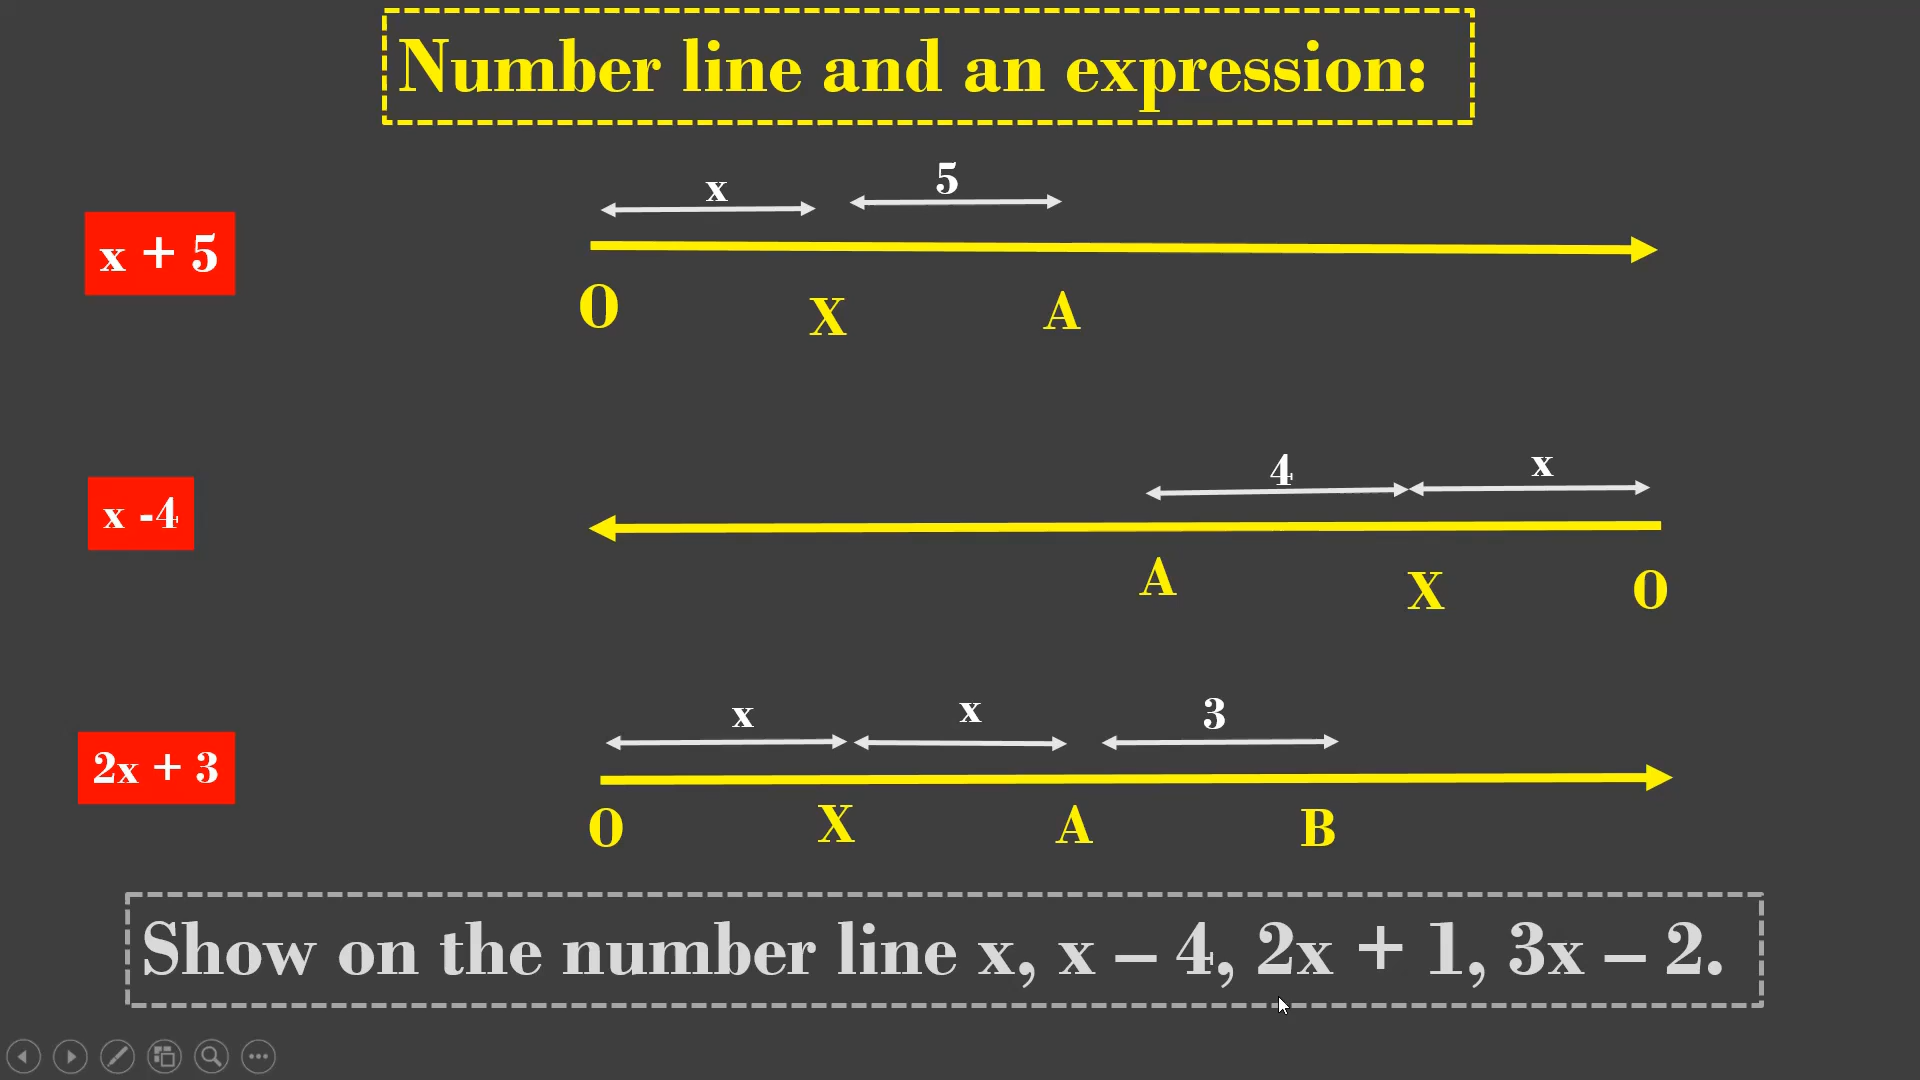 Number line and an expression:
x 5
x + 5
O X A
4 x
x -4
A X O
x x 3
2x + 3
O X A B
Show on the number line x, x – 4, 2x + 1, 3x – 2.